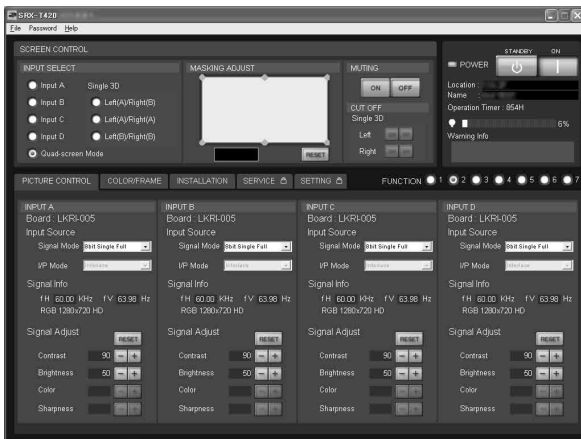 SRX-T420
File Password Help
SCREEN CONTROL
INPUT SELECT
Input A Single 3D
Input B Left(A)/Right(B)
Input C Left(A)/Right(D)
Input D Left(B)/Right(D)
Quad-screen Mode
MASKING ADJUST
RESET
MUTING
ON OFF
CUT OFF
Single 3D
Left
Right
STANDBY ON
POWER
Location :
Name :
Operation Timer : 854H
6%
Warning Info
PICTURE CONTROL COLOR/FRAME INSTALLATION SERVICE SETTING FUNCTION 1 2 3 4 5 6 7
INPUT A
Board : LKRI-005
Input Source
Signal Mode 8bit Single Full
I/P Mode Interlace
Signal Info
fH 60.00 KHz fV 63.98 Hz
RGB 1280x720 HD
Signal Adjust RESET
Contrast 90 - +
Brightness 50 - +
Color - +
Sharpness - +
INPUT B
Board : LKRI-005
Input Source
Signal Mode 8bit Single Full
I/P Mode Interlace
Signal Info
fH 60.00 KHz fV 63.98 Hz
RGB 1280x720 HD
Signal Adjust RESET
Contrast 90 - +
Brightness 50 - +
Color - +
Sharpness - +
INPUT C
Board : LKRI-005
Input Source
Signal Mode 8bit Single Full
I/P Mode Interlace
Signal Info
fH 60.00 KHz fV 63.98 Hz
RGB 1280x720 HD
Signal Adjust RESET
Contrast 90 - +
Brightness 50 - +
Color - +
Sharpness - +
INPUT D
Board : LKRI-005
Input Source
Signal Mode 8bit Single Full
I/P Mode Interlace
Signal Info
fH 60.00 KHz fV 63.98 Hz
RGB 1280x720 HD
Signal Adjust RESET
Contrast 90 - +
Brightness 50 - +
Color - +
Sharpness - +